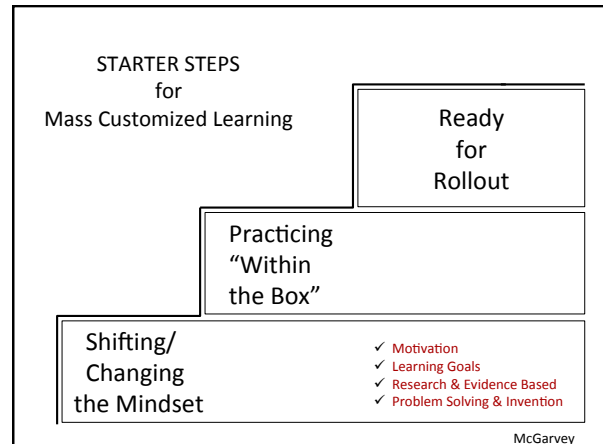 STARTER STEPS
for
Mass Customized Learning
Ready
for
Rollout
Practicing
“Within
the Box”
Shifting/
Changing
the Mindset
✓ Motivation
✓ Learning Goals
✓ Research & Evidence Based
✓ Problem Solving & Invention
McGarvey